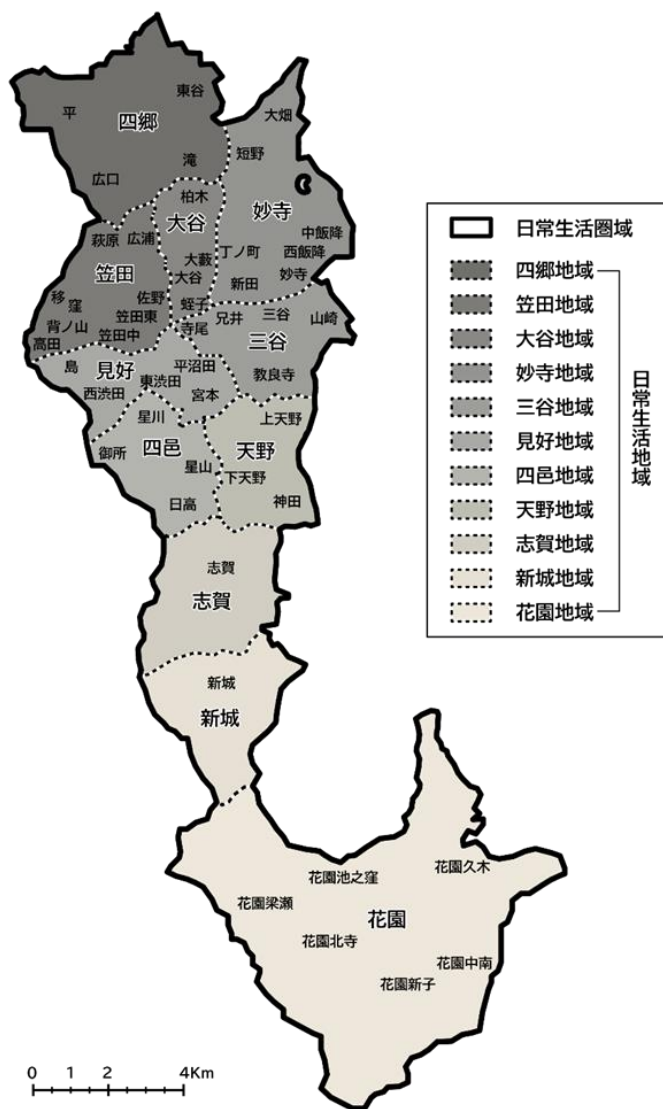 東谷
平
四郷
滝
広口
大畑
短野
妙寺
中飯降
西飯降
丁ノ町
新田
妙寺
柏木
大谷
大藪
大谷
蛭子
萩原
広浦
笠田
移
窪
佐野
背ノ山
笠田東
高田
笠田中
寺尾
兄井
三谷
山崎
三谷
教良寺
島
見好
平沼田
西渋田
東渋田
宮本
星川
御所
四邑
星山
日高
上天野
天野
下天野
神田
志賀
志賀
新城
新城
花園池之窪
花園久木
花園梁瀬
花園
花園北寺
花園中南
花園新子
日常生活圏域
四郷地域
笠田地域
大谷地域
妙寺地域
三谷地域
見好地域
四邑地域
天野地域
志賀地域
新城地域
花園地域
日常生活地域
0 1 2 4Km